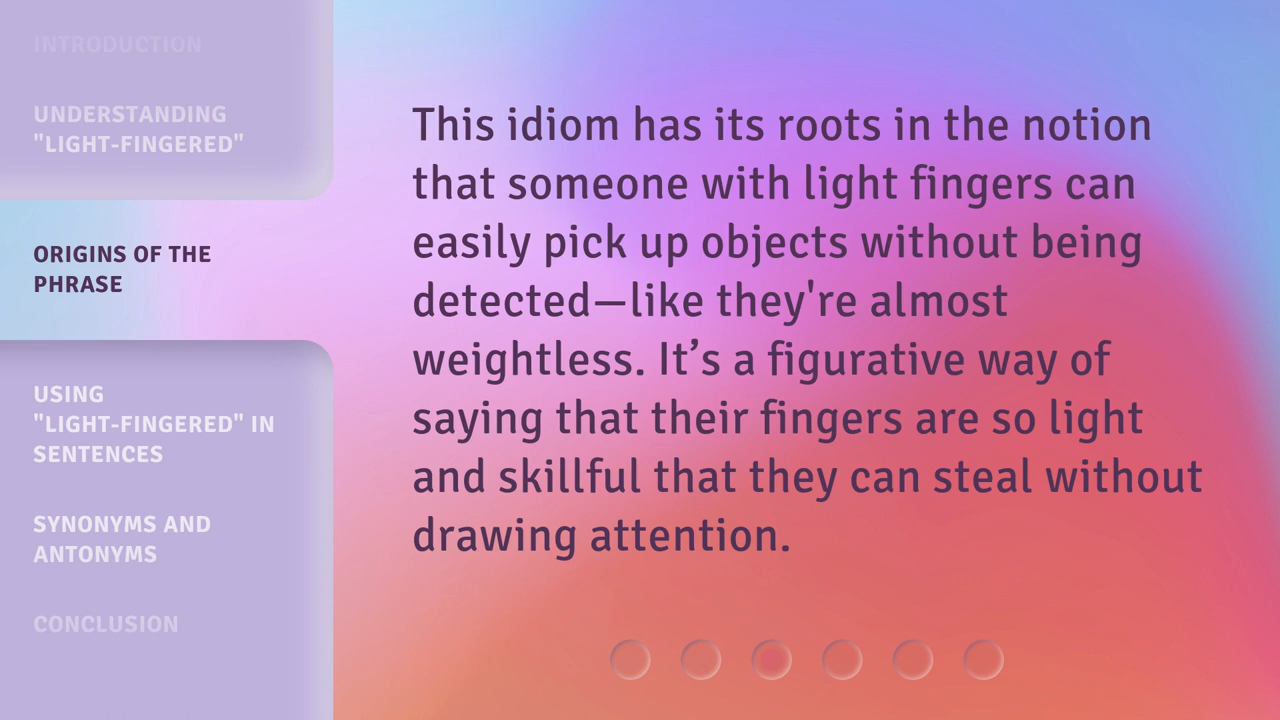 INTRODUCTION
UNDERSTANDING
"LIGHT-FINGERED"
ORIGINS OF THE
PHRASE
USING
"LIGHT-FINGERED" IN
SENTENCES
SYNONYMS AND
ANTONYMS
CONCLUSION
This idiom has its roots in the notion
that someone with light fingers can
easily pick up objects without being
detected—like they're almost
weightless. It’s a figurative way of
saying that their fingers are so light
and skillful that they can steal without
drawing attention.